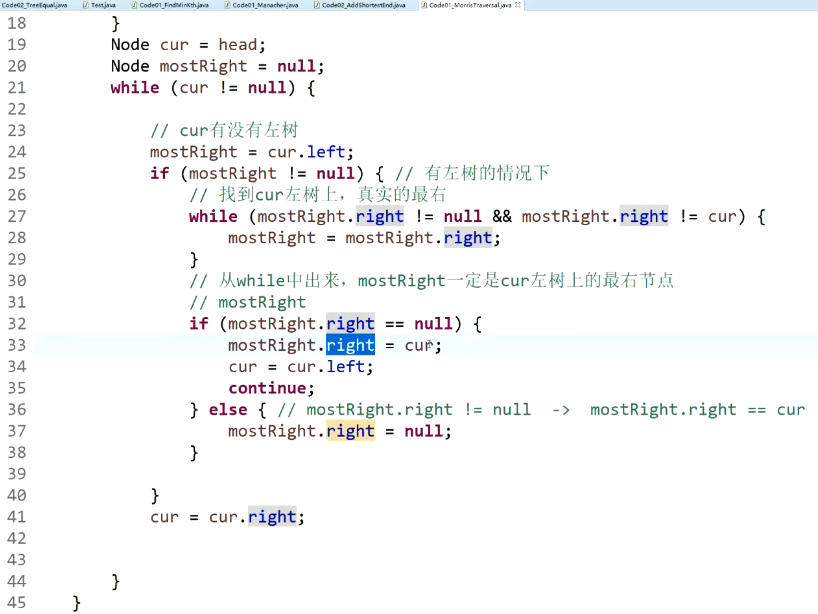 Code02_TreeEqual.java Test.java Code01_FindMinKth.java Code01_Manacher.java Code02_AddShortestEnd.java Code01_MorrisTraversal.java
18 }
19 Node cur = head;
20 Node mostRight = null;
21 while (cur != null) {
22
23 // cur有没有左树
24 mostRight = cur.left;
25 if (mostRight != null) { // 有左树的情况下
26 // 找到cur左树上，真实的最右
27 while (mostRight.right != null && mostRight.right != cur) {
28 mostRight = mostRight.right;
29 }
30 // 从while中出来，mostRight一定是cur左树上的最右节点
31 // mostRight
32 if (mostRight.right == null) {
33 mostRight.right = cur;
34 cur = cur.left;
35 continue;
36 } else { // mostRight.right != null -> mostRight.right == cur
37 mostRight.right = null;
38 }
39
40 }
41 cur = cur.right;
42
43
44 }
45 }